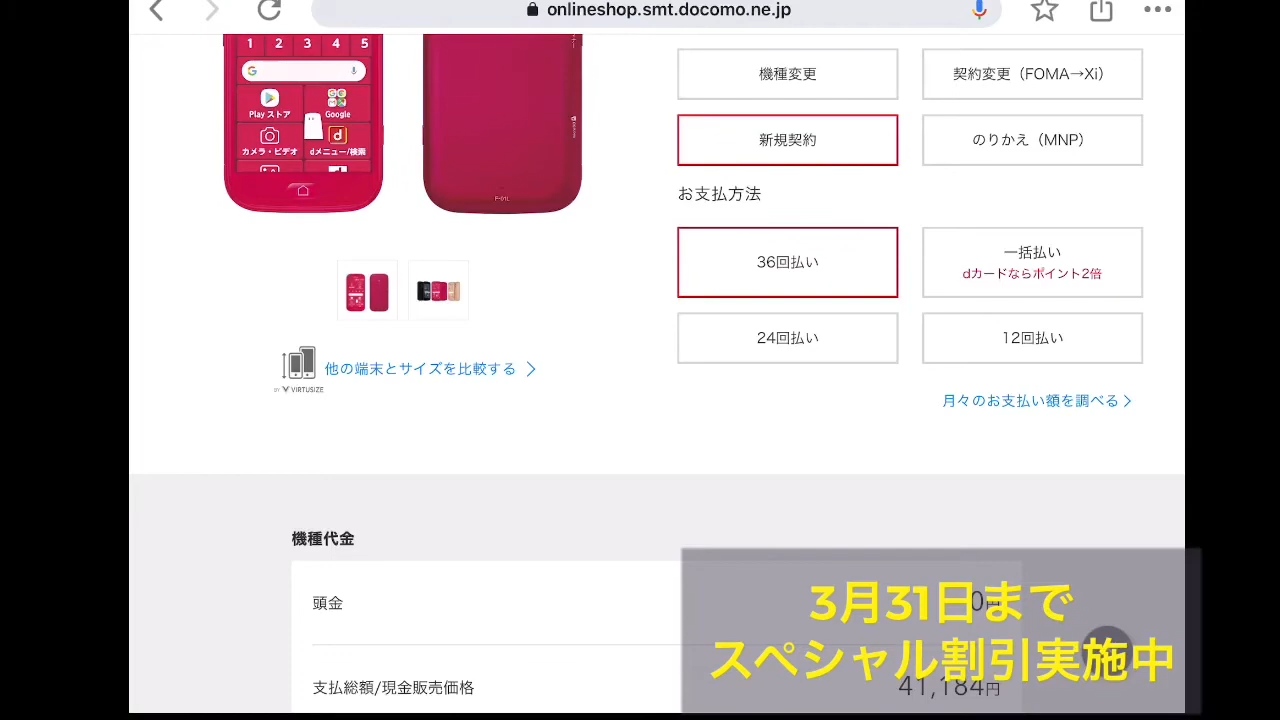 onlineshop.smt.docomo.ne.jp
1 2 3 4 5
Play ストア
Google
カメラ・ビデオ
dメニュー/検索
機種変更
契約変更（FOMA→Xi）
新規契約
のりかえ（MNP）
お支払方法
36回払い
一括払い
dカードならポイント2倍
24回払い
12回払い
月々のお支払い額を調べる
他の端末とサイズを比較する
BY VIRTUSIZE
機種代金
頭金
0円
支払総額/現金販売価格
41,184円
3月31日まで
スペシャル割引実施中